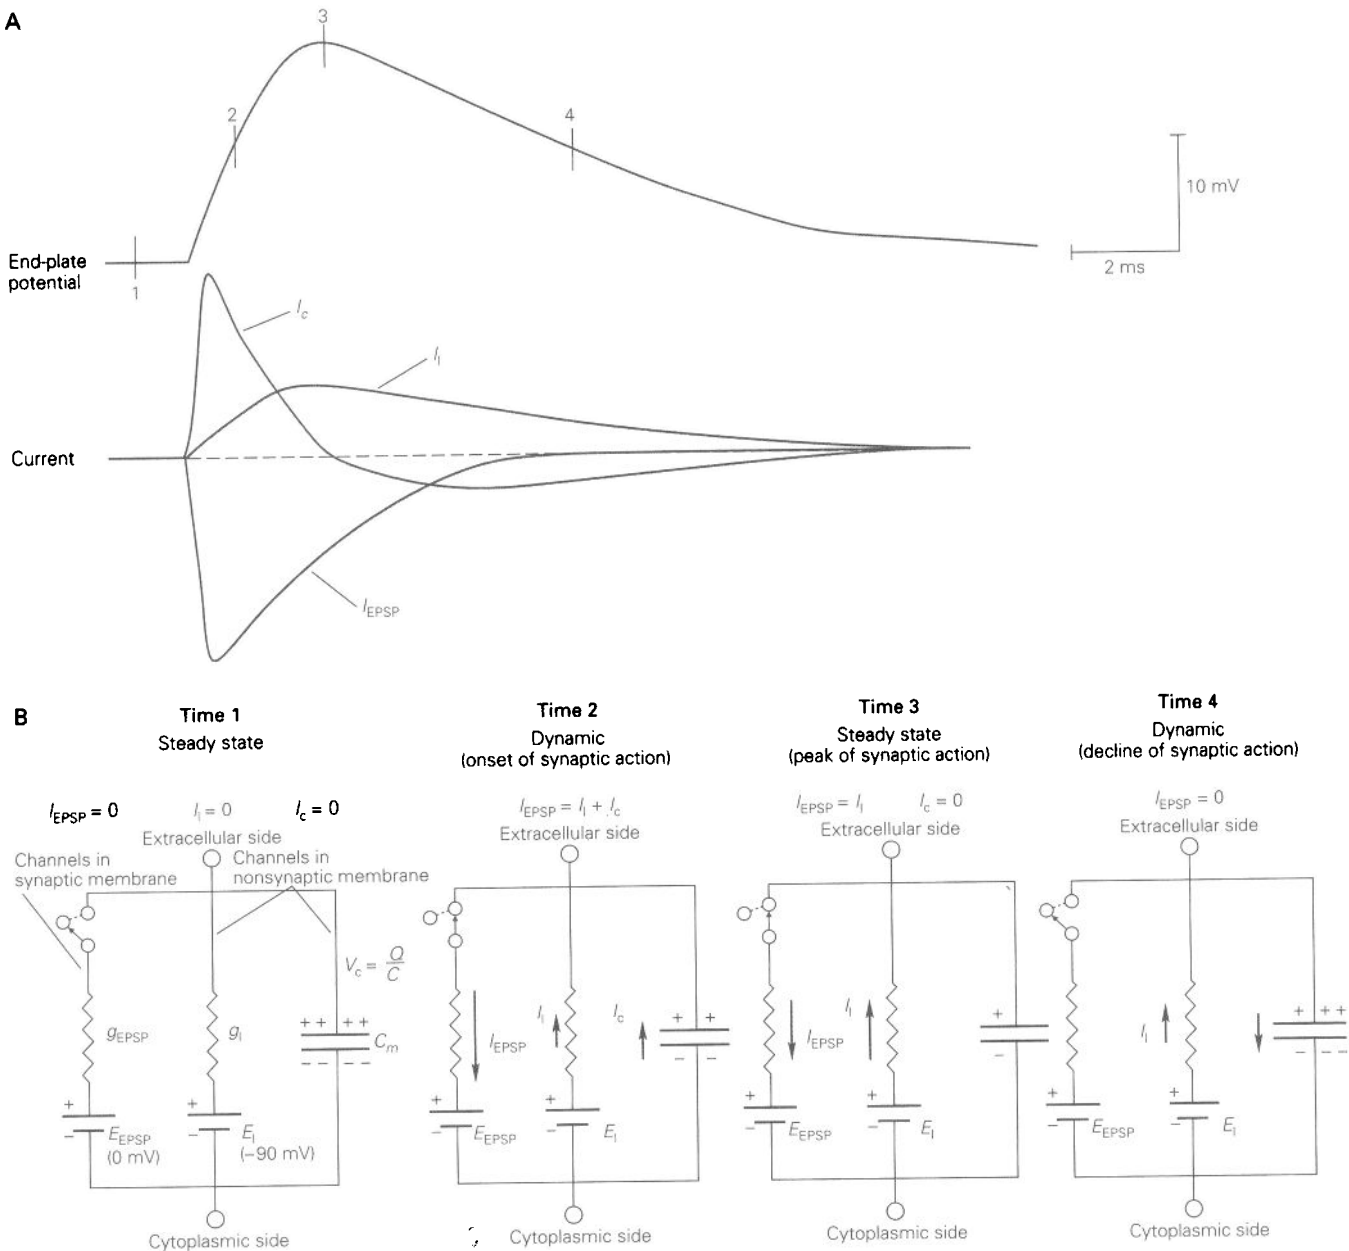 A
3
2
4
10 mV
2 ms
End-plate
potential
1
I_c
I_l
Current
I_EPSP
B
Time 1
Steady state
I_EPSP = 0
I_l = 0
I_c = 0
Extracellular side
Channels in
synaptic membrane
Channels in
nonsynaptic membrane
V_c = Q/C
+ + + +
g_EPSP
g_l
C_m
− − − −
+
+
−
−
E_EPSP
(0 mV)
E_l
(−90 mV)
Cytoplasmic side
Time 2
Dynamic
(onset of synaptic action)
I_EPSP = I_l + I_c
Extracellular side
I_l
I_c
+ +
I_EPSP
− −
+
+
−
−
E_EPSP
E_l
Cytoplasmic side
Time 3
Steady state
(peak of synaptic action)
I_EPSP = I_l
I_c = 0
Extracellular side
I_l
+
I_EPSP
−
+
+
−
−
E_EPSP
E_l
Cytoplasmic side
Time 4
Dynamic
(decline of synaptic action)
I_EPSP = 0
Extracellular side
+ + +
I_l
− − −
+
+
−
−
E_EPSP
E_l
Cytoplasmic side